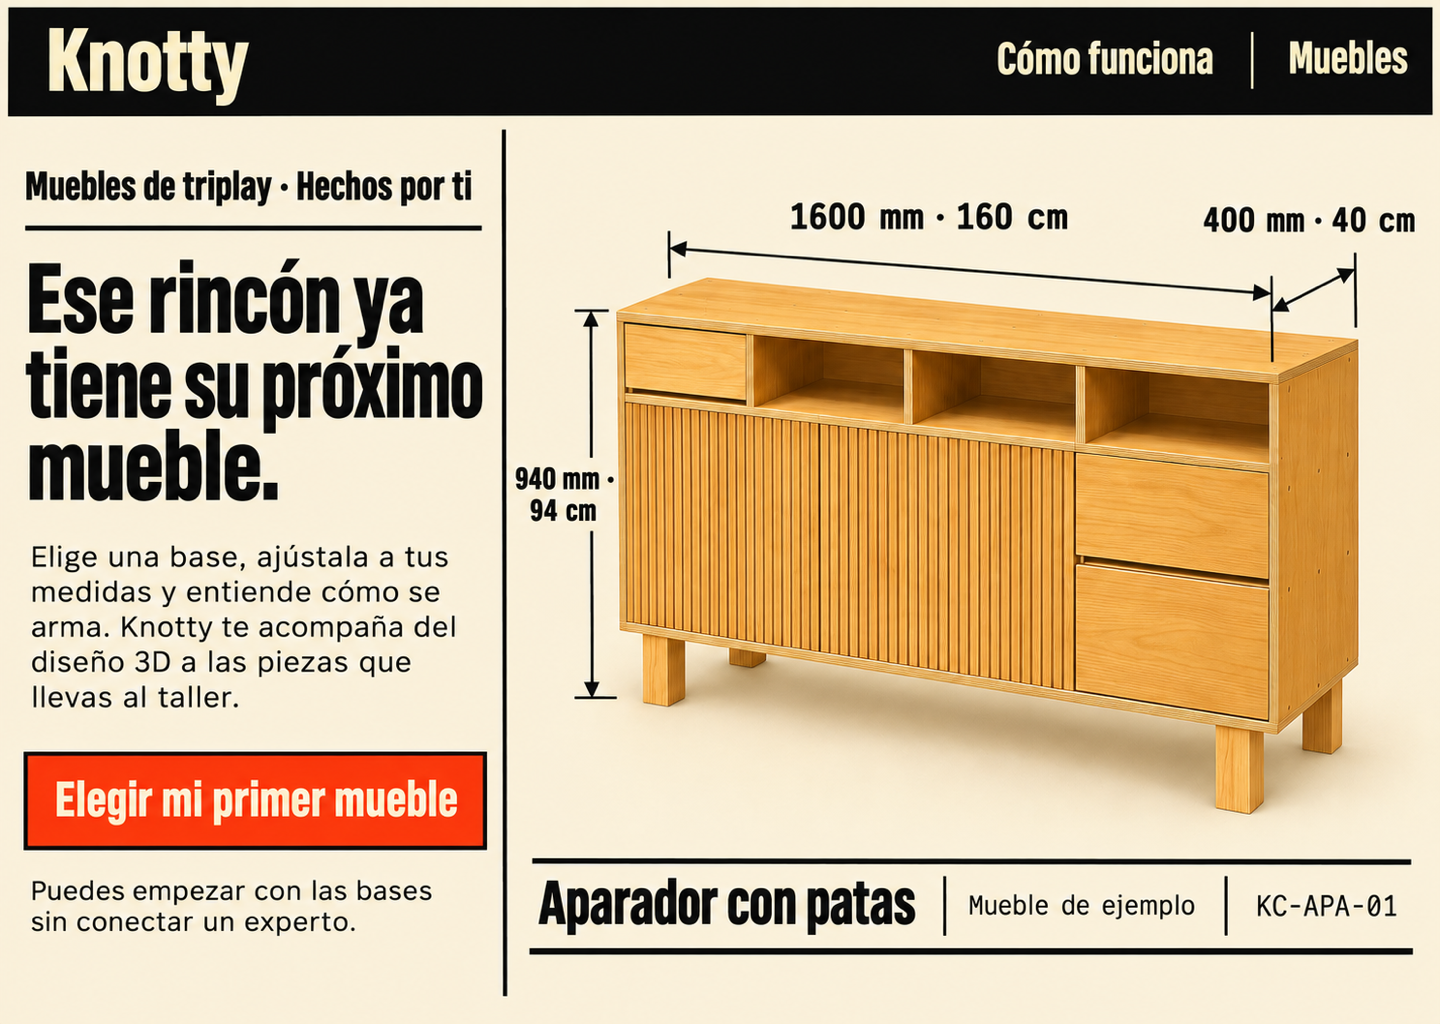 Knotty
Cómo funciona
Muebles
Muebles de triplay · Hechos por ti
Ese rincón ya
tiene su próximo
mueble.
Elige una base, ajústala a tus
medidas y entiende cómo se
arma. Knotty te acompaña del
diseño 3D a las piezas que
llevas al taller.
Elegir mi primer mueble
Puedes empezar con las bases
sin conectar un experto.
1600 mm · 160 cm
400 mm · 40 cm
940 mm ·
94 cm
Aparador con patas
Mueble de ejemplo
KC-APA-01